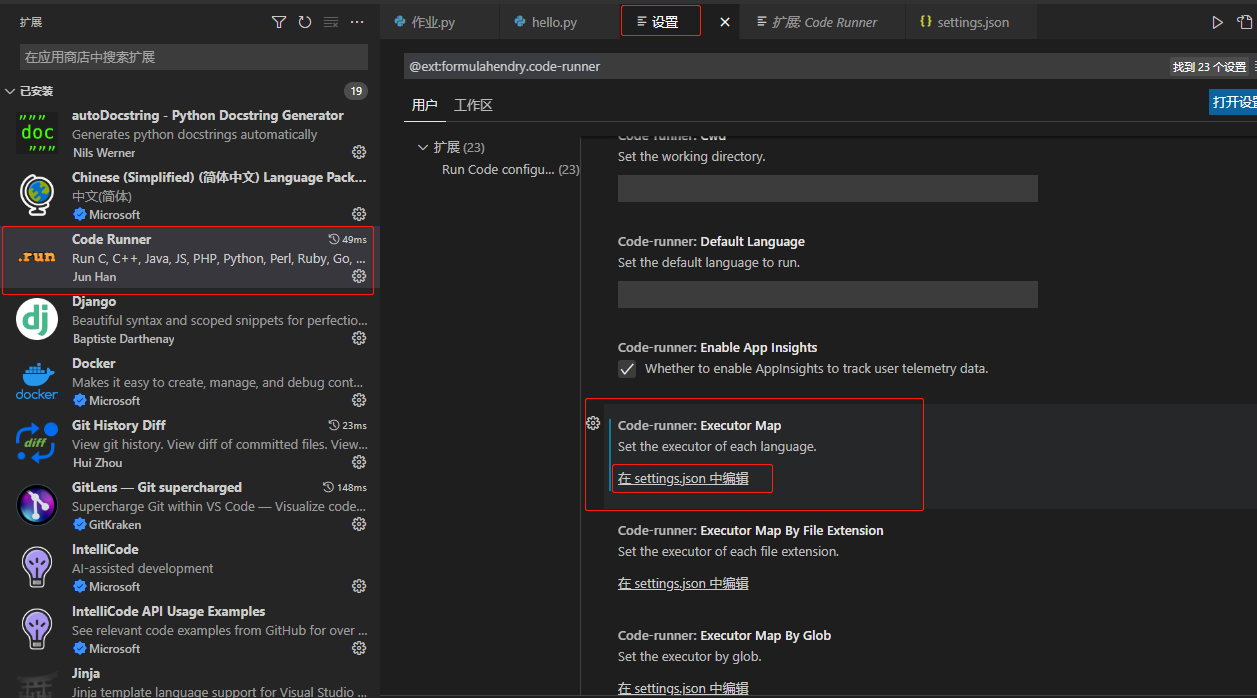 扩展
在应用商店中搜索扩展
已安装
19
autoDocstring - Python Docstring Generator
Generates python docstrings automatically
Nils Werner
Chinese (Simplified) (简体中文) Language Pack...
中文(简体)
Microsoft
Code Runner
49ms
.run
Run C, C++, Java, JS, PHP, Python, Perl, Ruby, Go, ...
Jun Han
Django
Beautiful syntax and scoped snippets for perfectio...
Baptiste Darthenay
Docker
Makes it easy to create, manage, and debug cont...
Microsoft
Git History Diff
23ms
View git history. View diff of committed files. View...
Hui Zhou
GitLens — Git supercharged
148ms
Supercharge Git within VS Code — Visualize code...
GitKraken
IntelliCode
AI-assisted development
Microsoft
IntelliCode API Usage Examples
See relevant code examples from GitHub for over ...
Microsoft
Jinja
Jinja template language support for Visual Studio ...
"""
doc
"""
dj
docker
diff
作业.py
hello.py
设置
扩展: Code Runner
{} settings.json
@ext:formulahendry.code-runner
找到 23 个设置
用户
工作区
打开设
扩展 (23)
Run Code configu... (23)
Code-runner: Cwd
Set the working directory.
Code-runner: Default Language
Set the default language to run.
Code-runner: Enable App Insights
Whether to enable AppInsights to track user telemetry data.
Code-runner: Executor Map
Set the executor of each language.
在 settings.json 中编辑
Code-runner: Executor Map By File Extension
Set the executor of each file extension.
在 settings.json 中编辑
Code-runner: Executor Map By Glob
Set the executor by glob.
在 settings.json 中编辑